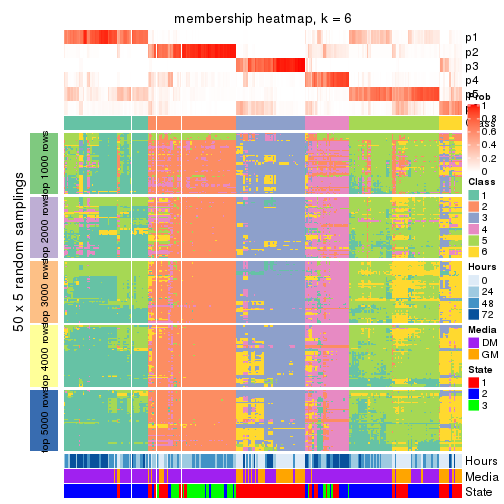 membership heatmap, k = 6
p1
p2
p3
p4
p5
Prob
1
0.8
0.6
0.4
0.2
0
Class
1
2
3
4
5
6
Hours
0
24
48
72
Media
DM
GM
State
1
2
3
50 x 5 random samplings
top 1000 rows
top 2000 rows
top 3000 rows
top 4000 rows
top 5000 rows
Hours
Media
State